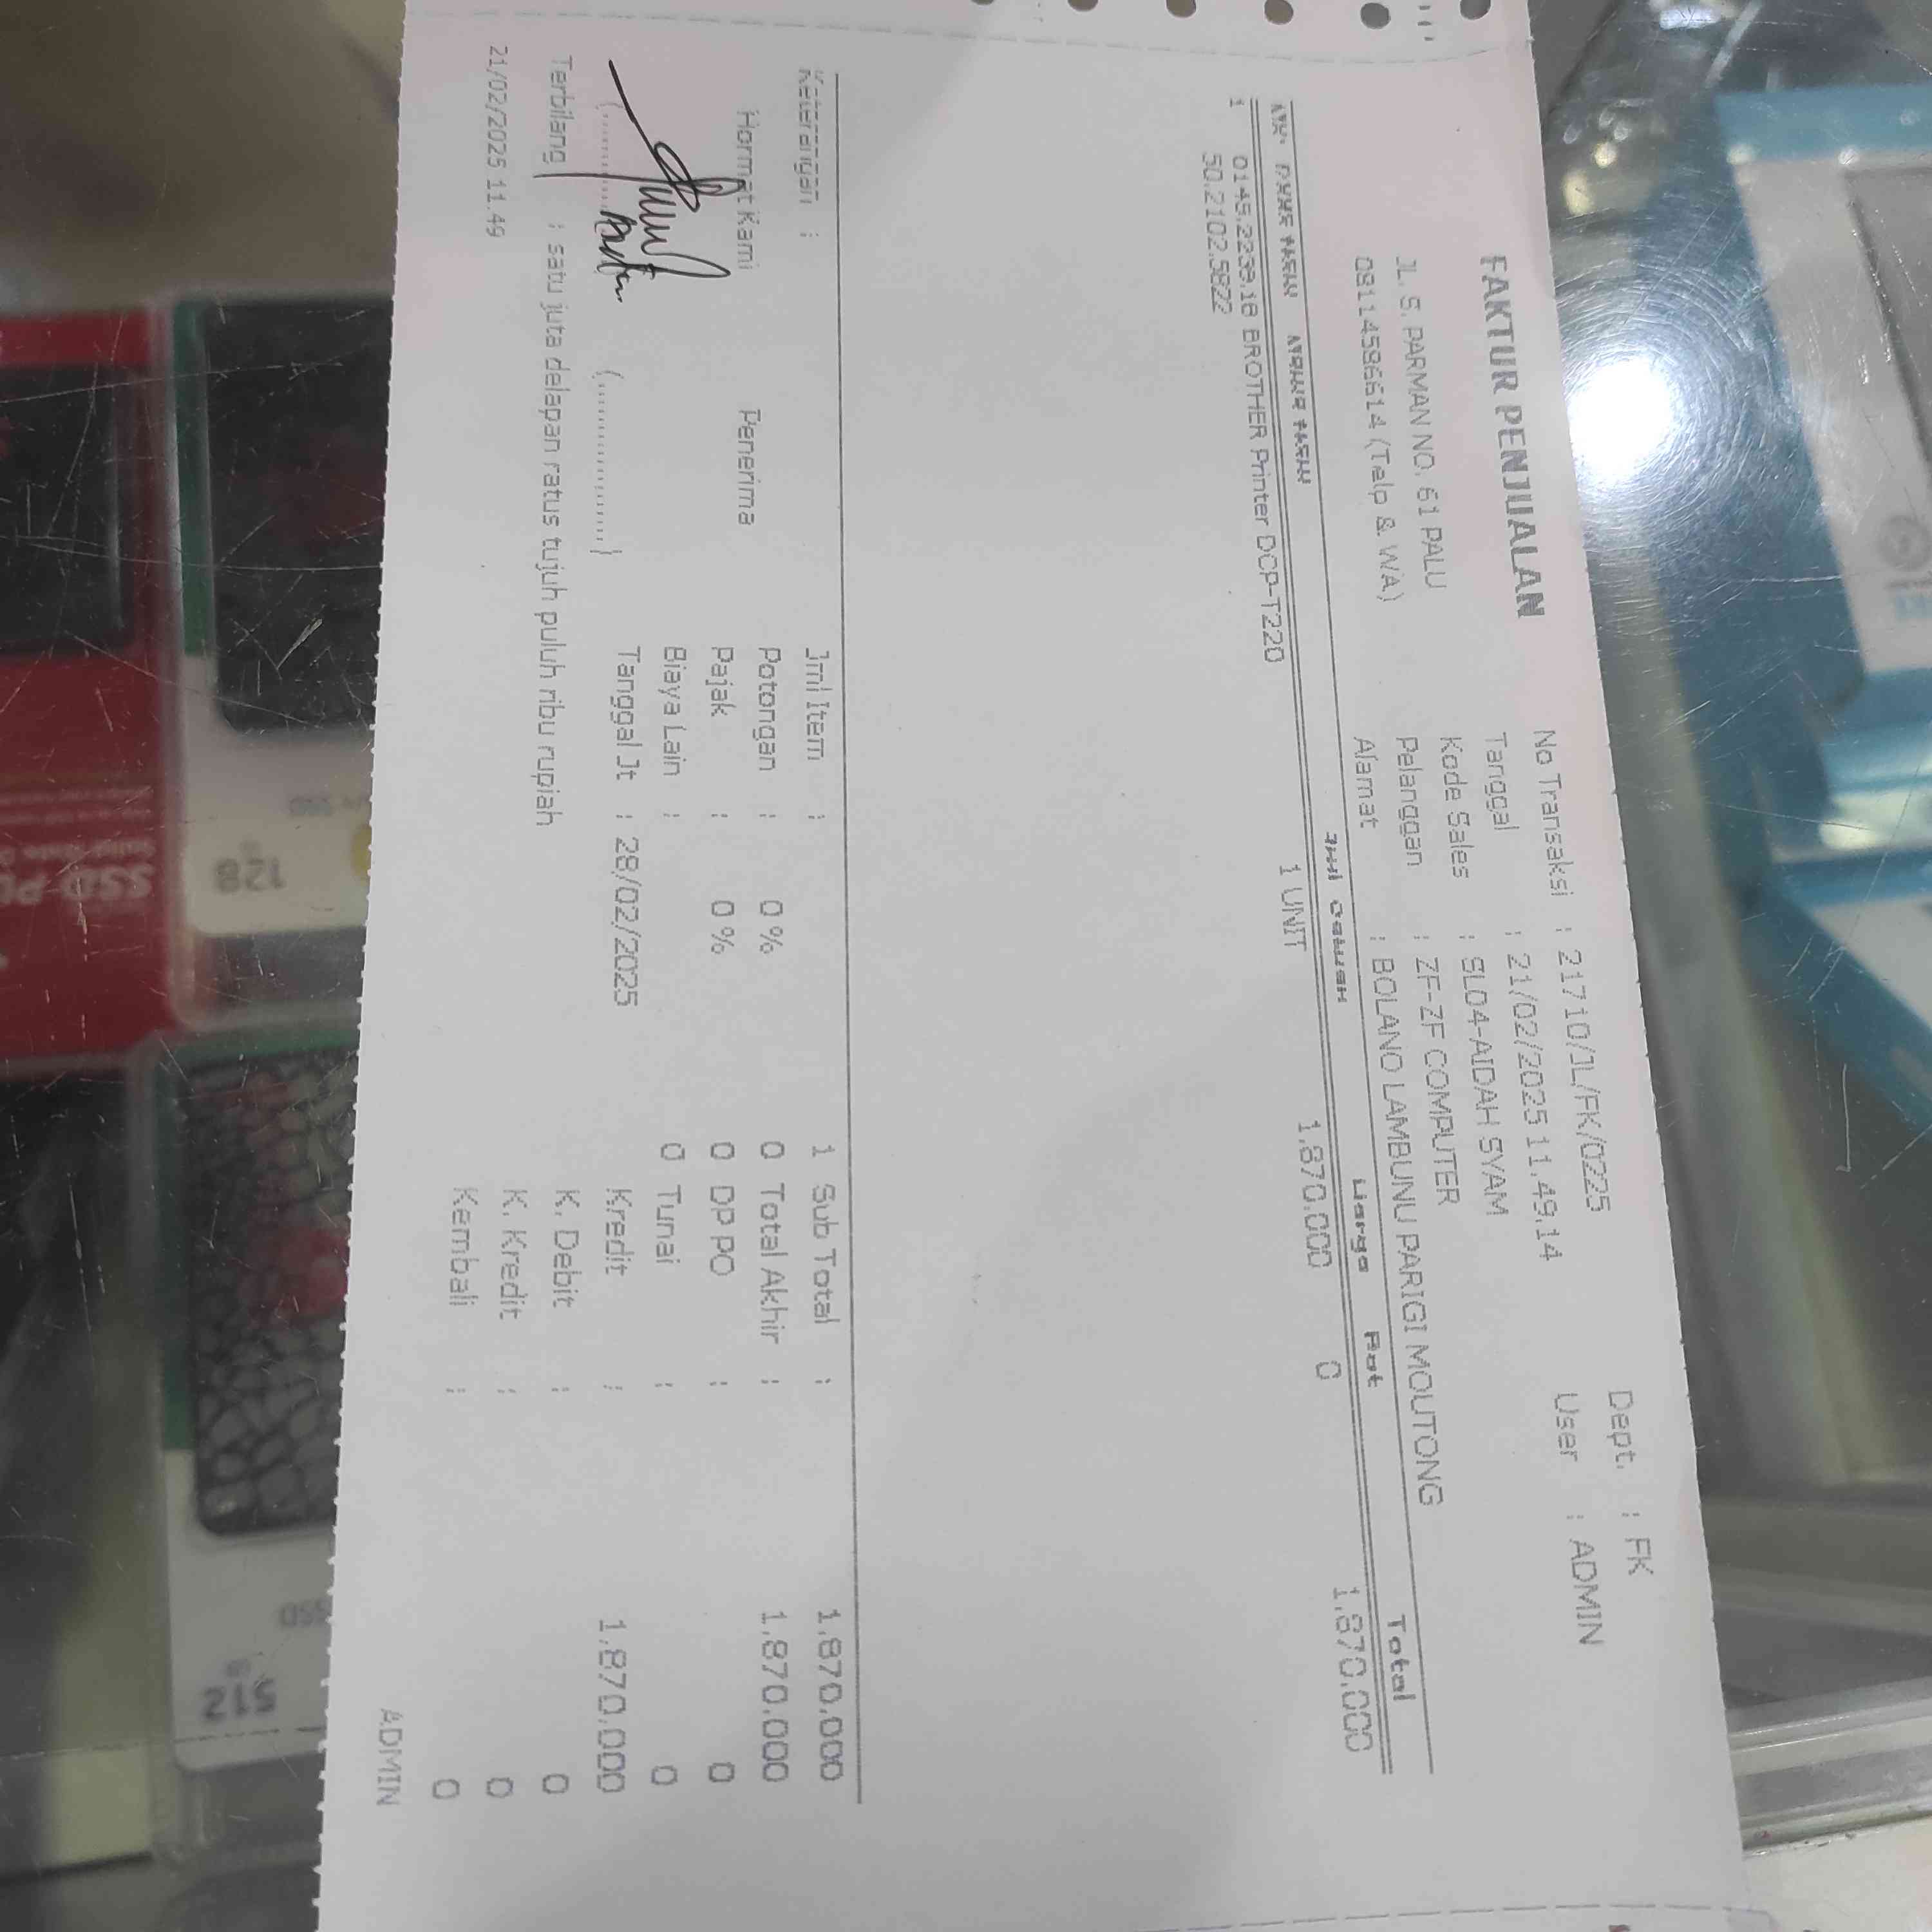 FAKTUR PENJUALAN
JL. S. PARMAN NO. 61 PALU
08114596614 (Telp & WA)
No Transaksi : 21710/JL/FK/0225
Tanggal : 21/02/2025 11.49.14
Kode Sales : SL04-AIDAH SYAM
Pelanggan : ZF-ZF COMPUTER
Alamat : BOLANO LAMBUNU PARIGI MOUTONG
Dept. : FK
User : ADMIN
Jml Satuan Harga Pot Total
1 0145.2239.18 BROTHER Printer DCP-T220 1 UNIT 1.870.000 0 1.870.000
50.2102.5822
Keterangan :
Hormat Kami Penerima
(............) (............)
Jml Item : 1
Potongan : 0 % 0
Pajak : 0 % 0
Biaya Lain : 0
Tanggal Jt : 28/02/2025
Sub Total : 1.870.000
Total Akhir : 1.870.000
DP PO : 0
Tunai : 0
Kredit : 1.870.000
K. Debit : 0
K. Kredit : 0
Kembali : 0
Terbilang : satu juta delapan ratus tujuh puluh ribu rupiah
21/02/2025 11.49
ADMIN
SSD
128
SSD
512